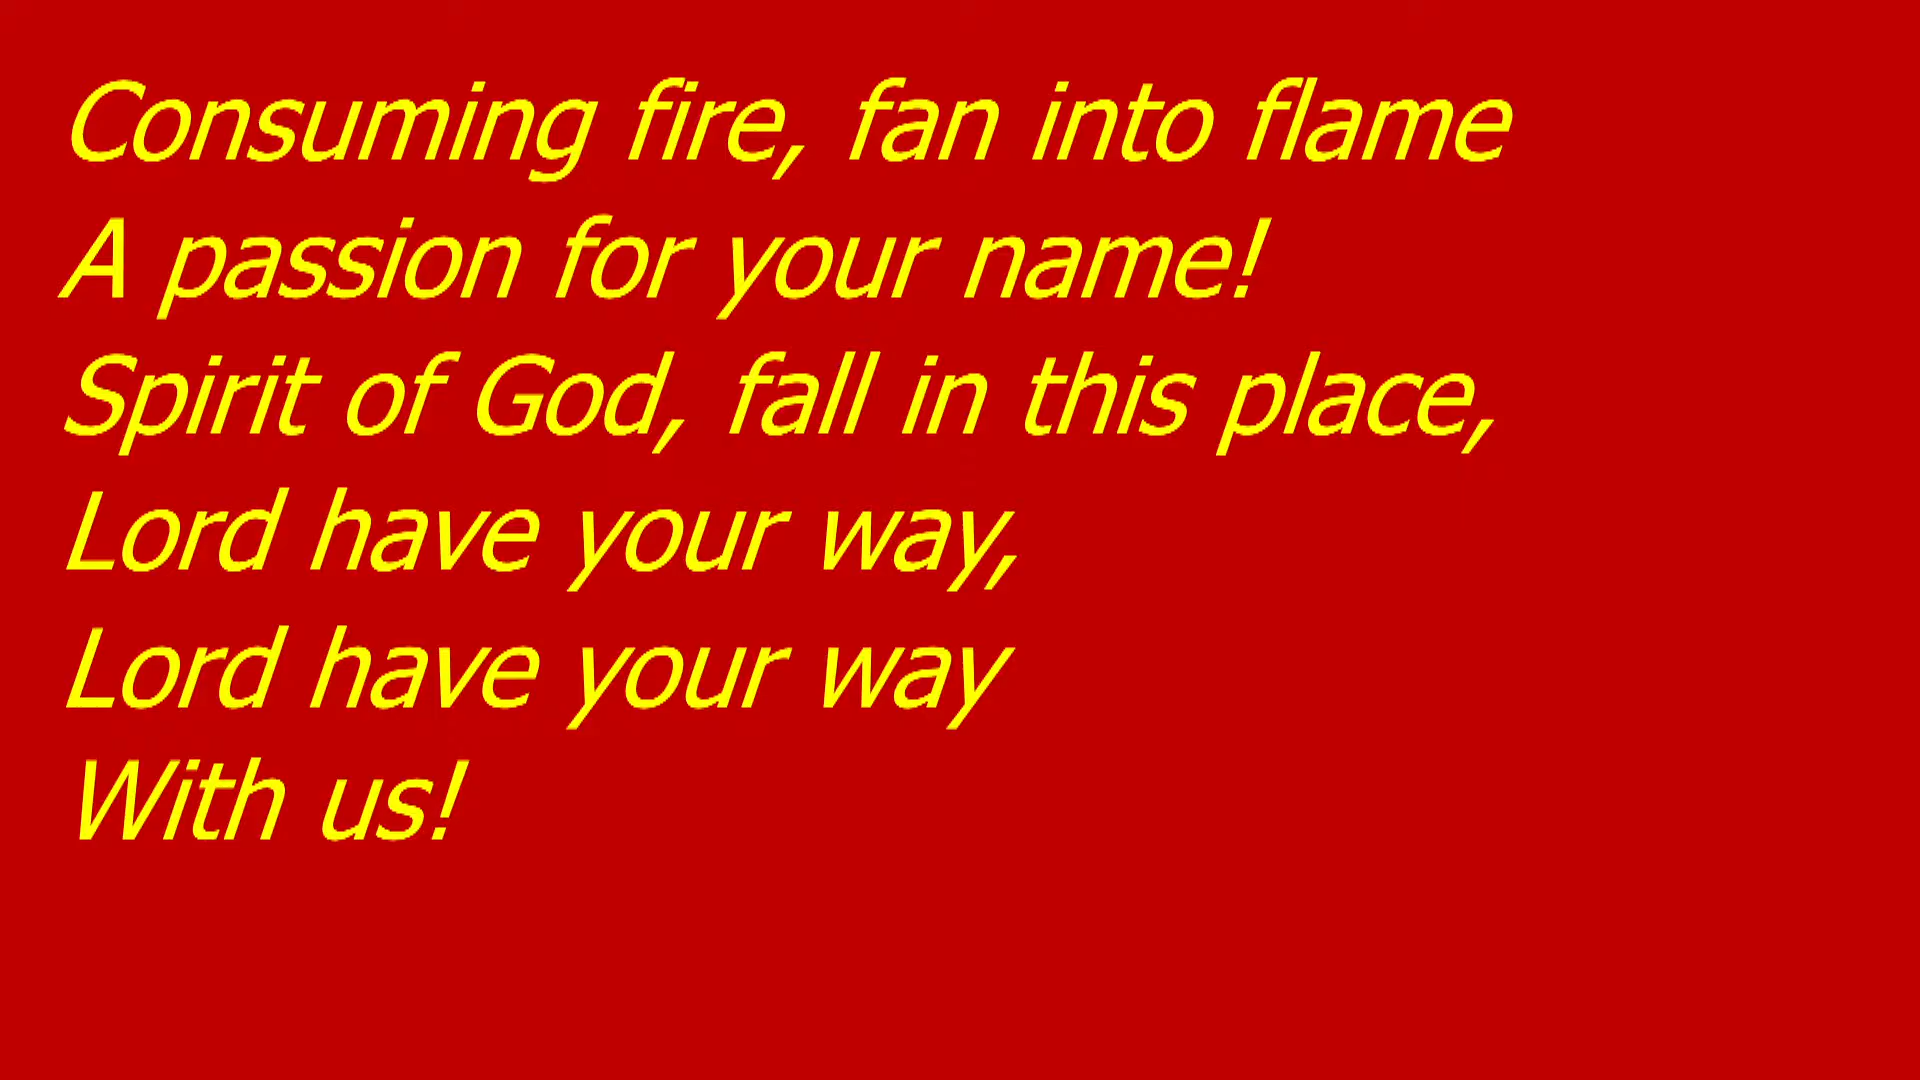 Consuming fire, fan into flame
A passion for your name!
Spirit of God, fall in this place,
Lord have your way,
Lord have your way
With us!